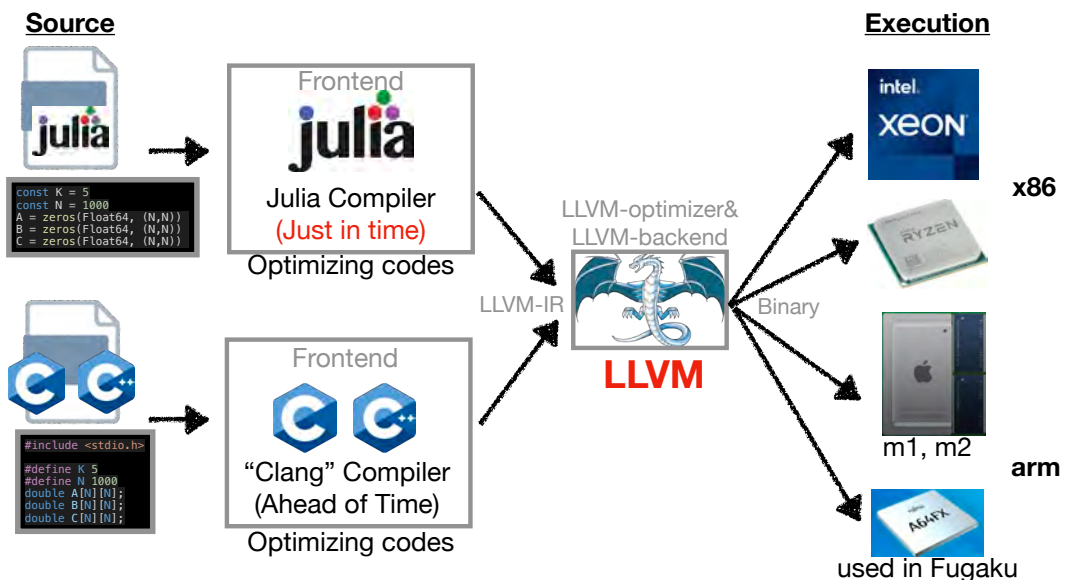 Source
julia
const K = 5
const N = 1000
A = zeros(Float64, (N,N))
B = zeros(Float64, (N,N))
C = zeros(Float64, (N,N))
Frontend
julia
Julia Compiler
(Just in time)
Optimizing codes
C C++
#include <stdio.h>
#define K 5
#define N 1000
double A[N][N];
double B[N][N];
double C[N][N];
Frontend
C C++
“Clang” Compiler
(Ahead of Time)
Optimizing codes
LLVM-IR
LLVM-optimizer&
LLVM-backend
LLVM
Binary
Execution
intel.
xeon
RYZEN
x86
m1, m2
arm
A64FX
used in Fugaku